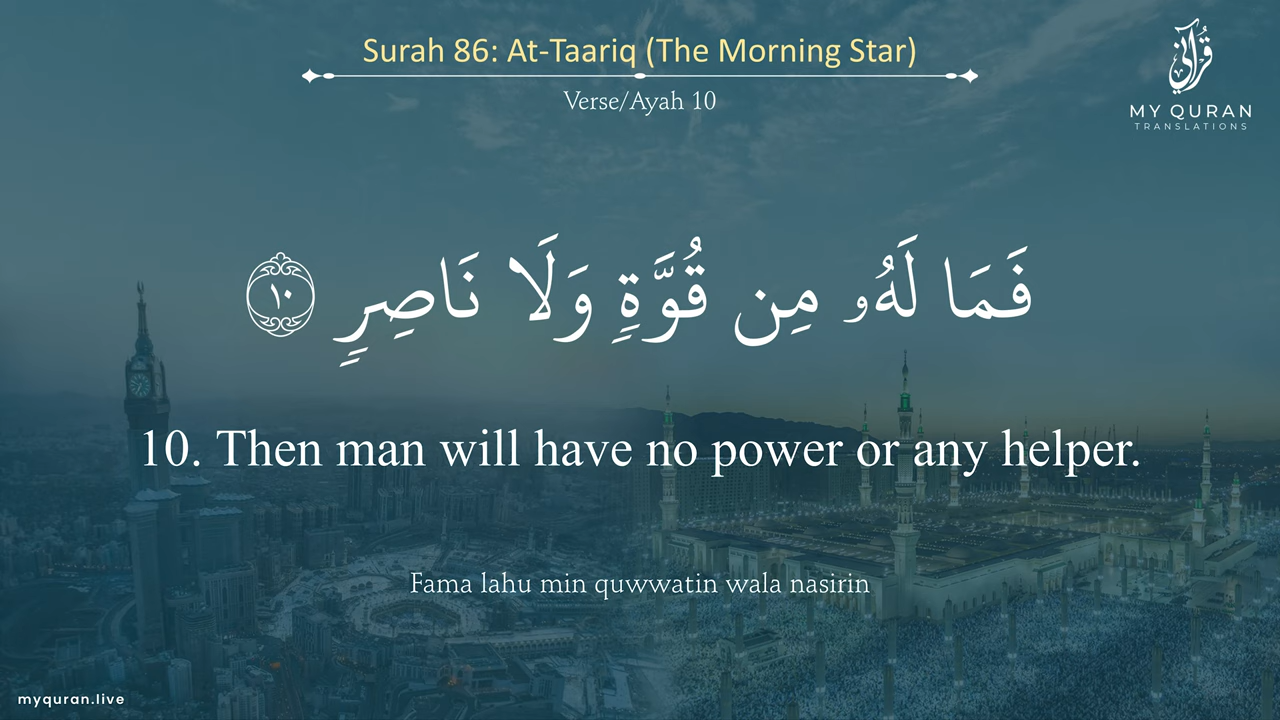 Surah 86: At-Taariq (The Morning Star)
Verse/Ayah 10
قرآني
MY QURAN
TRANSLATIONS
فَمَا لَهُۥ مِن قُوَّةٍ وَلَا نَاصِرٍ ١٠
10. Then man will have no power or any helper.
Fama lahu min quwwatin wala nasirin
myquran.live